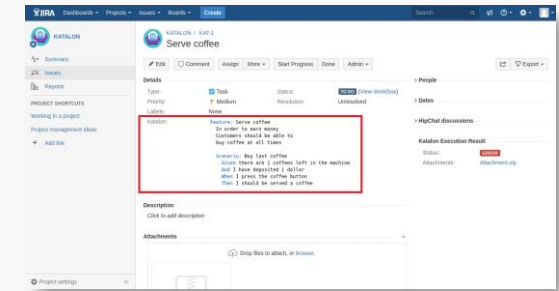 JIRA Dashboards Projects Issues Boards Create Search
KATALON
Summary
Issues
Reports
PROJECT SHORTCUTS
Working in a project
Project management ideas
+ Add link
Project settings
KATALON / KAT-1
Serve coffee
Edit Comment Assign More Start Progress Done Admin Export
Details
Type: Task Status: TO DO (View Workflow)
Priority: Medium Resolution: Unresolved
Labels: None
Katalon:
Feature: Serve coffee
In order to earn money
Customers should be able to
buy coffee at all times
Scenario: Buy last coffee
Given there are 1 coffees left in the machine
And I have deposited 1 dollar
When I press the coffee button
Then I should be served a coffee
Description
Click to add description
Attachments
Drop files to attach, or browse.
People
Dates
HipChat discussions
Katalon Execution Result
Status: ERROR
Attachments: Attachment.zip